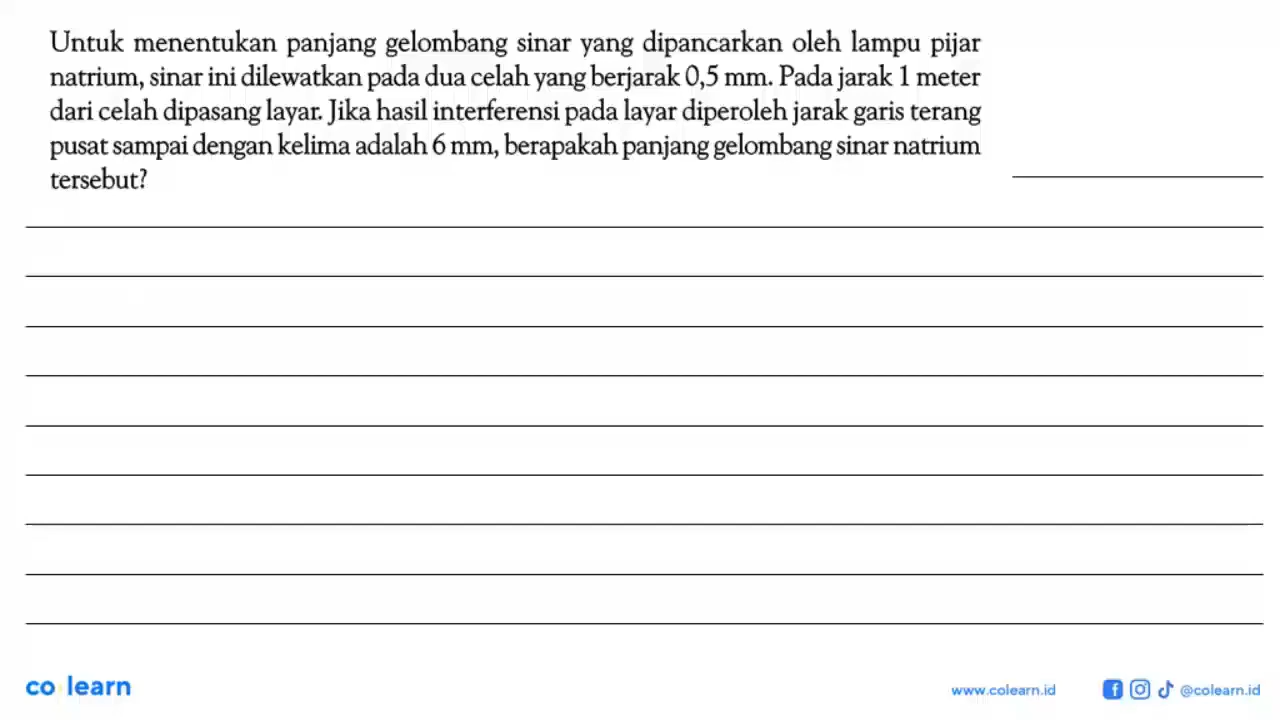 Untuk menentukan panjang gelombang sinar yang dipancarkan oleh lampu pijar
natrium, sinar ini dilewatkan pada dua celah yang berjarak 0,5 mm. Pada jarak 1 meter
dari celah dipasang layar. Jika hasil interferensi pada layar diperoleh jarak garis terang
pusat sampai dengan kelima adalah 6 mm, berapakah panjang gelombang sinar natrium
tersebut?
co learn
www.colearn.id @colearn.id